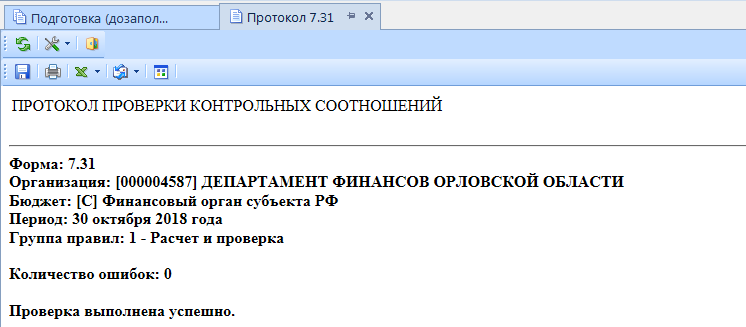 Подготовка (дозапол...
Протокол 7.31
ПРОТОКОЛ ПРОВЕРКИ КОНТРОЛЬНЫХ СООТНОШЕНИЙ
Форма: 7.31
Организация: [000004587] ДЕПАРТАМЕНТ ФИНАНСОВ ОРЛОВСКОЙ ОБЛАСТИ
Бюджет: [С] Финансовый орган субъекта РФ
Период: 30 октября 2018 года
Группа правил: 1 - Расчет и проверка
Количество ошибок: 0
Проверка выполнена успешно.